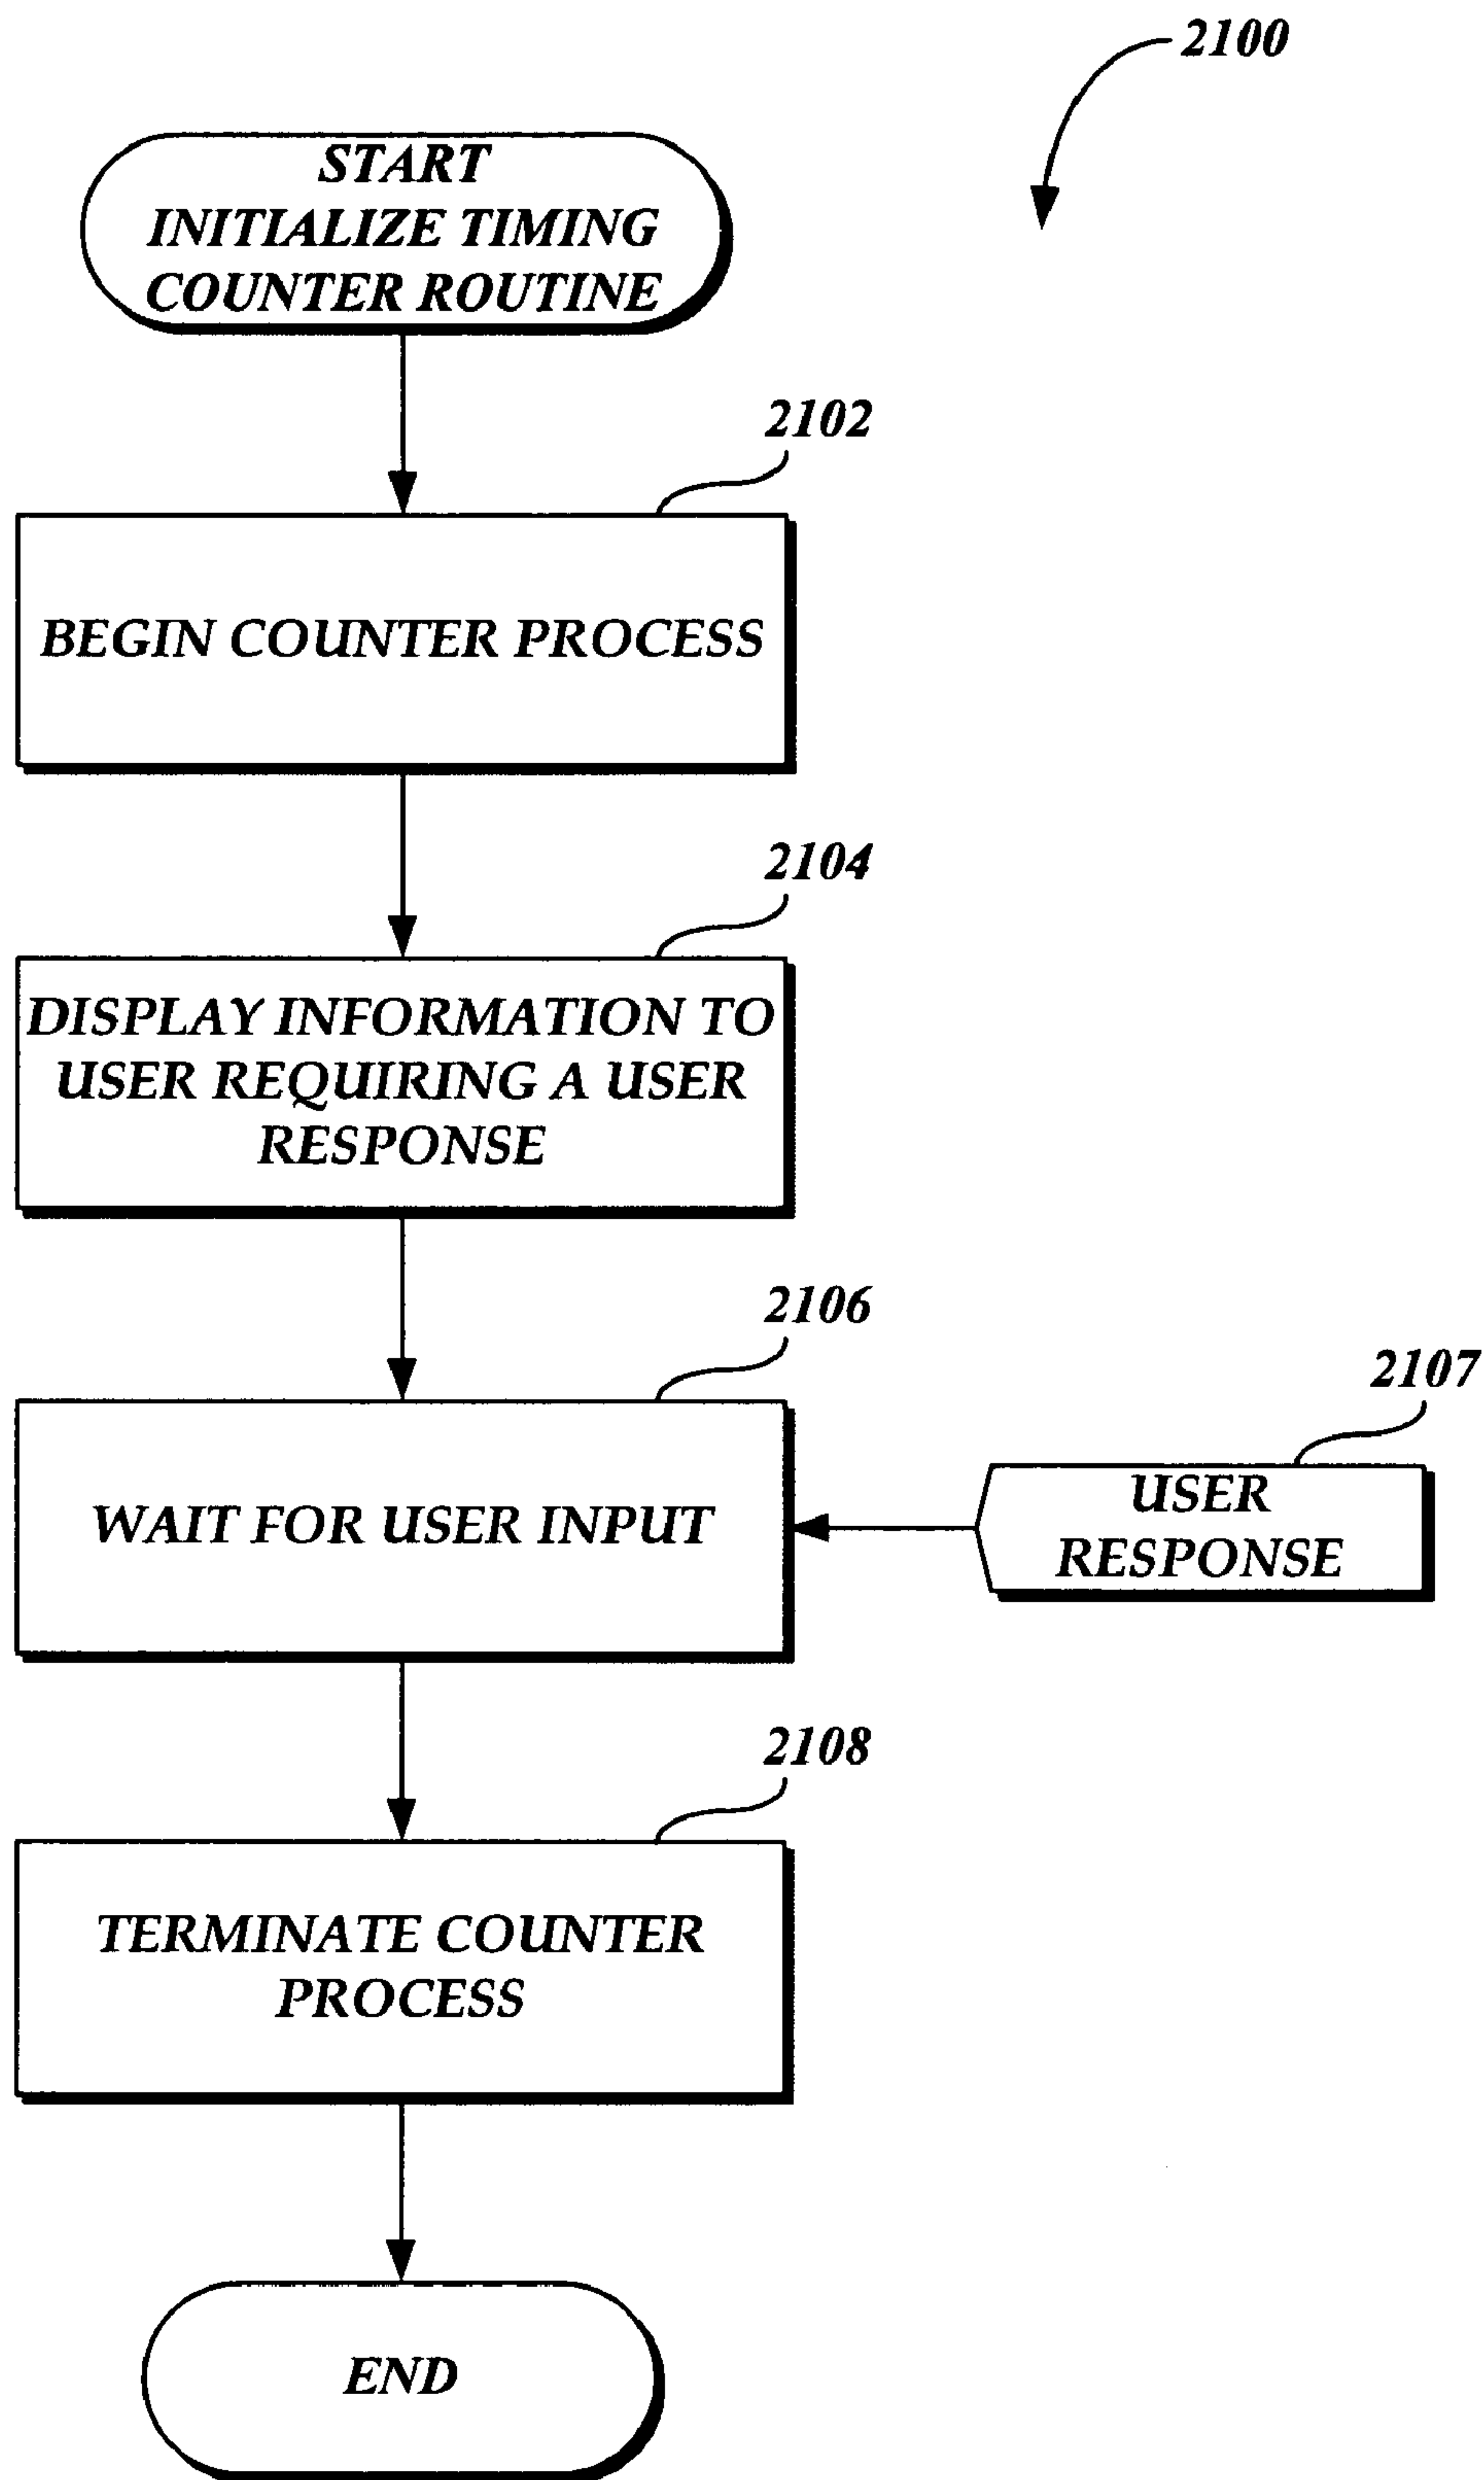 2100
START
INITIALIZE TIMING
COUNTER ROUTINE
2102
BEGIN COUNTER PROCESS
2104
DISPLAY INFORMATION TO
USER REQUIRING A USER
RESPONSE
2106
WAIT FOR USER INPUT
2107
USER
RESPONSE
2108
TERMINATE COUNTER
PROCESS
END